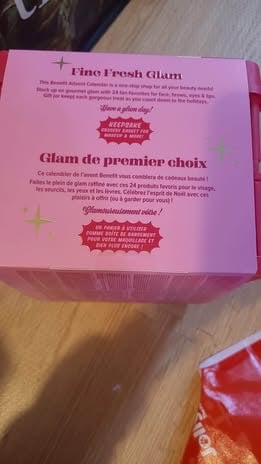 Fine Fresh Glam
This Benefit Advent Calendar is a one-stop shop for all your beauty needs!
Stock up on gourmet glam with 24 fan-favorites for face, brows, eyes & lips.
Gift (or keep) each gorgeous treat as you count down to the holidays.
Have a glam day!
KEEPSAKE
GROCERY BASKET FOR
MAKEUP & MORE!
Glam de premier choix
Ce calendrier de l'avent Benefit vous comblera de cadeaux beauté !
Faites le plein de glam raffiné avec ces 24 produits favoris pour le visage,
les sourcils, les yeux et les lèvres. Célébrez l'esprit de Noël avec ces
plaisirs à offrir (ou à garder pour vous) !
Glamoureusement vôtre !
UN PANIER À UTILISER
COMME BOÎTE DE RANGEMENT
POUR VOTRE MAQUILLAGE ET
BIEN PLUS ENCORE !